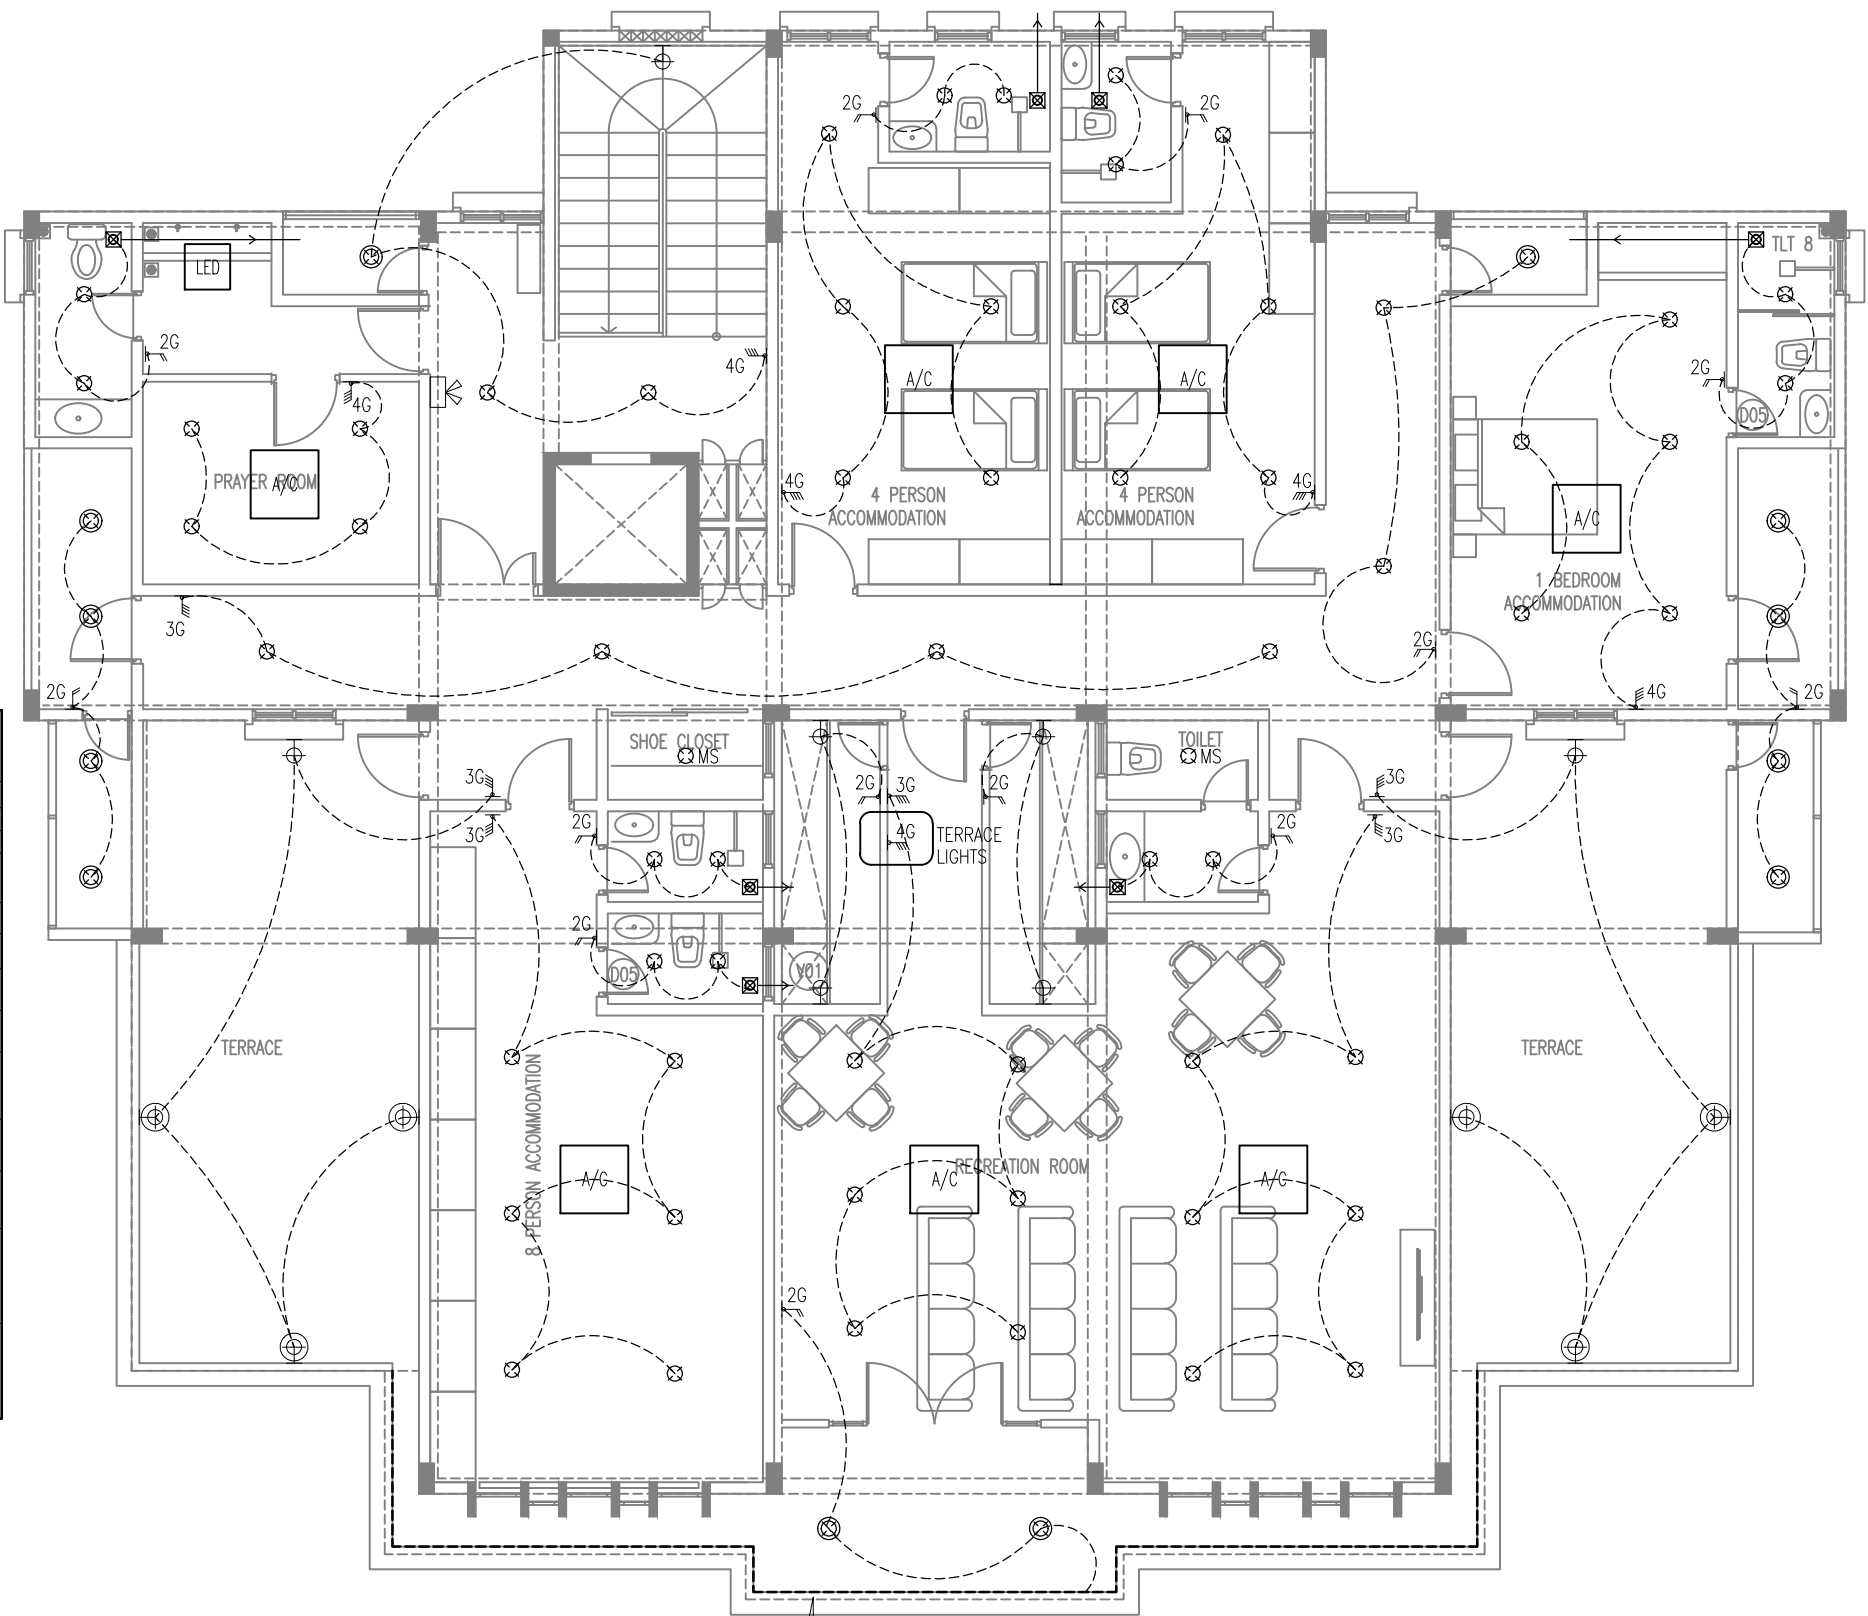 2G
2G
LED
TLT 8
2G
4G
A/C
A/C
4G
2G
D05
PRAYER ROOM
A/C
4G
4 PERSON
ACCOMMODATION
4 PERSON
ACCOMMODATION
4G
A/C
1 BEDROOM
ACCOMMODATION
3G
2G
2G
4G
2G
SHOE CLOSET
MS
TOILET
MS
3G
3G
2G
2G
3G
2G
4G
TERRACE
LIGHTS
3G
3G
2G
2G
D05
V01
TERRACE
8 PERSON ACCOMMODATION
TERRACE
A/C
A/C
RECREATION ROOM
A/C
2G